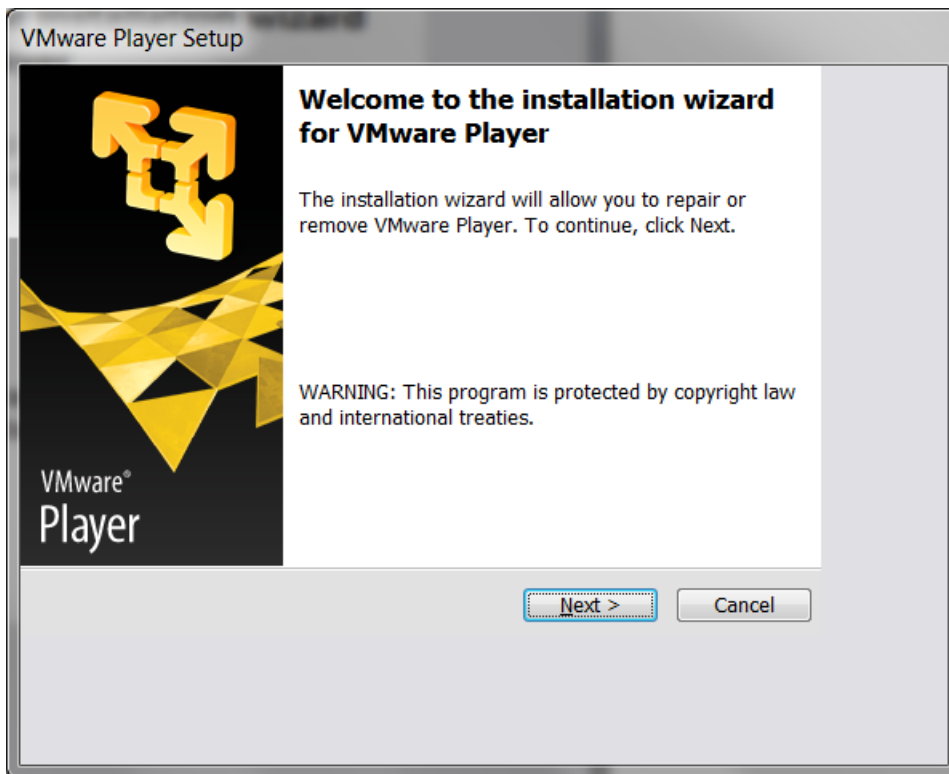 VMware Player Setup
Welcome to the installation wizard
for VMware Player
The installation wizard will allow you to repair or
remove VMware Player. To continue, click Next.
WARNING: This program is protected by copyright law
and international treaties.
VMware®
Player
Next >
Cancel